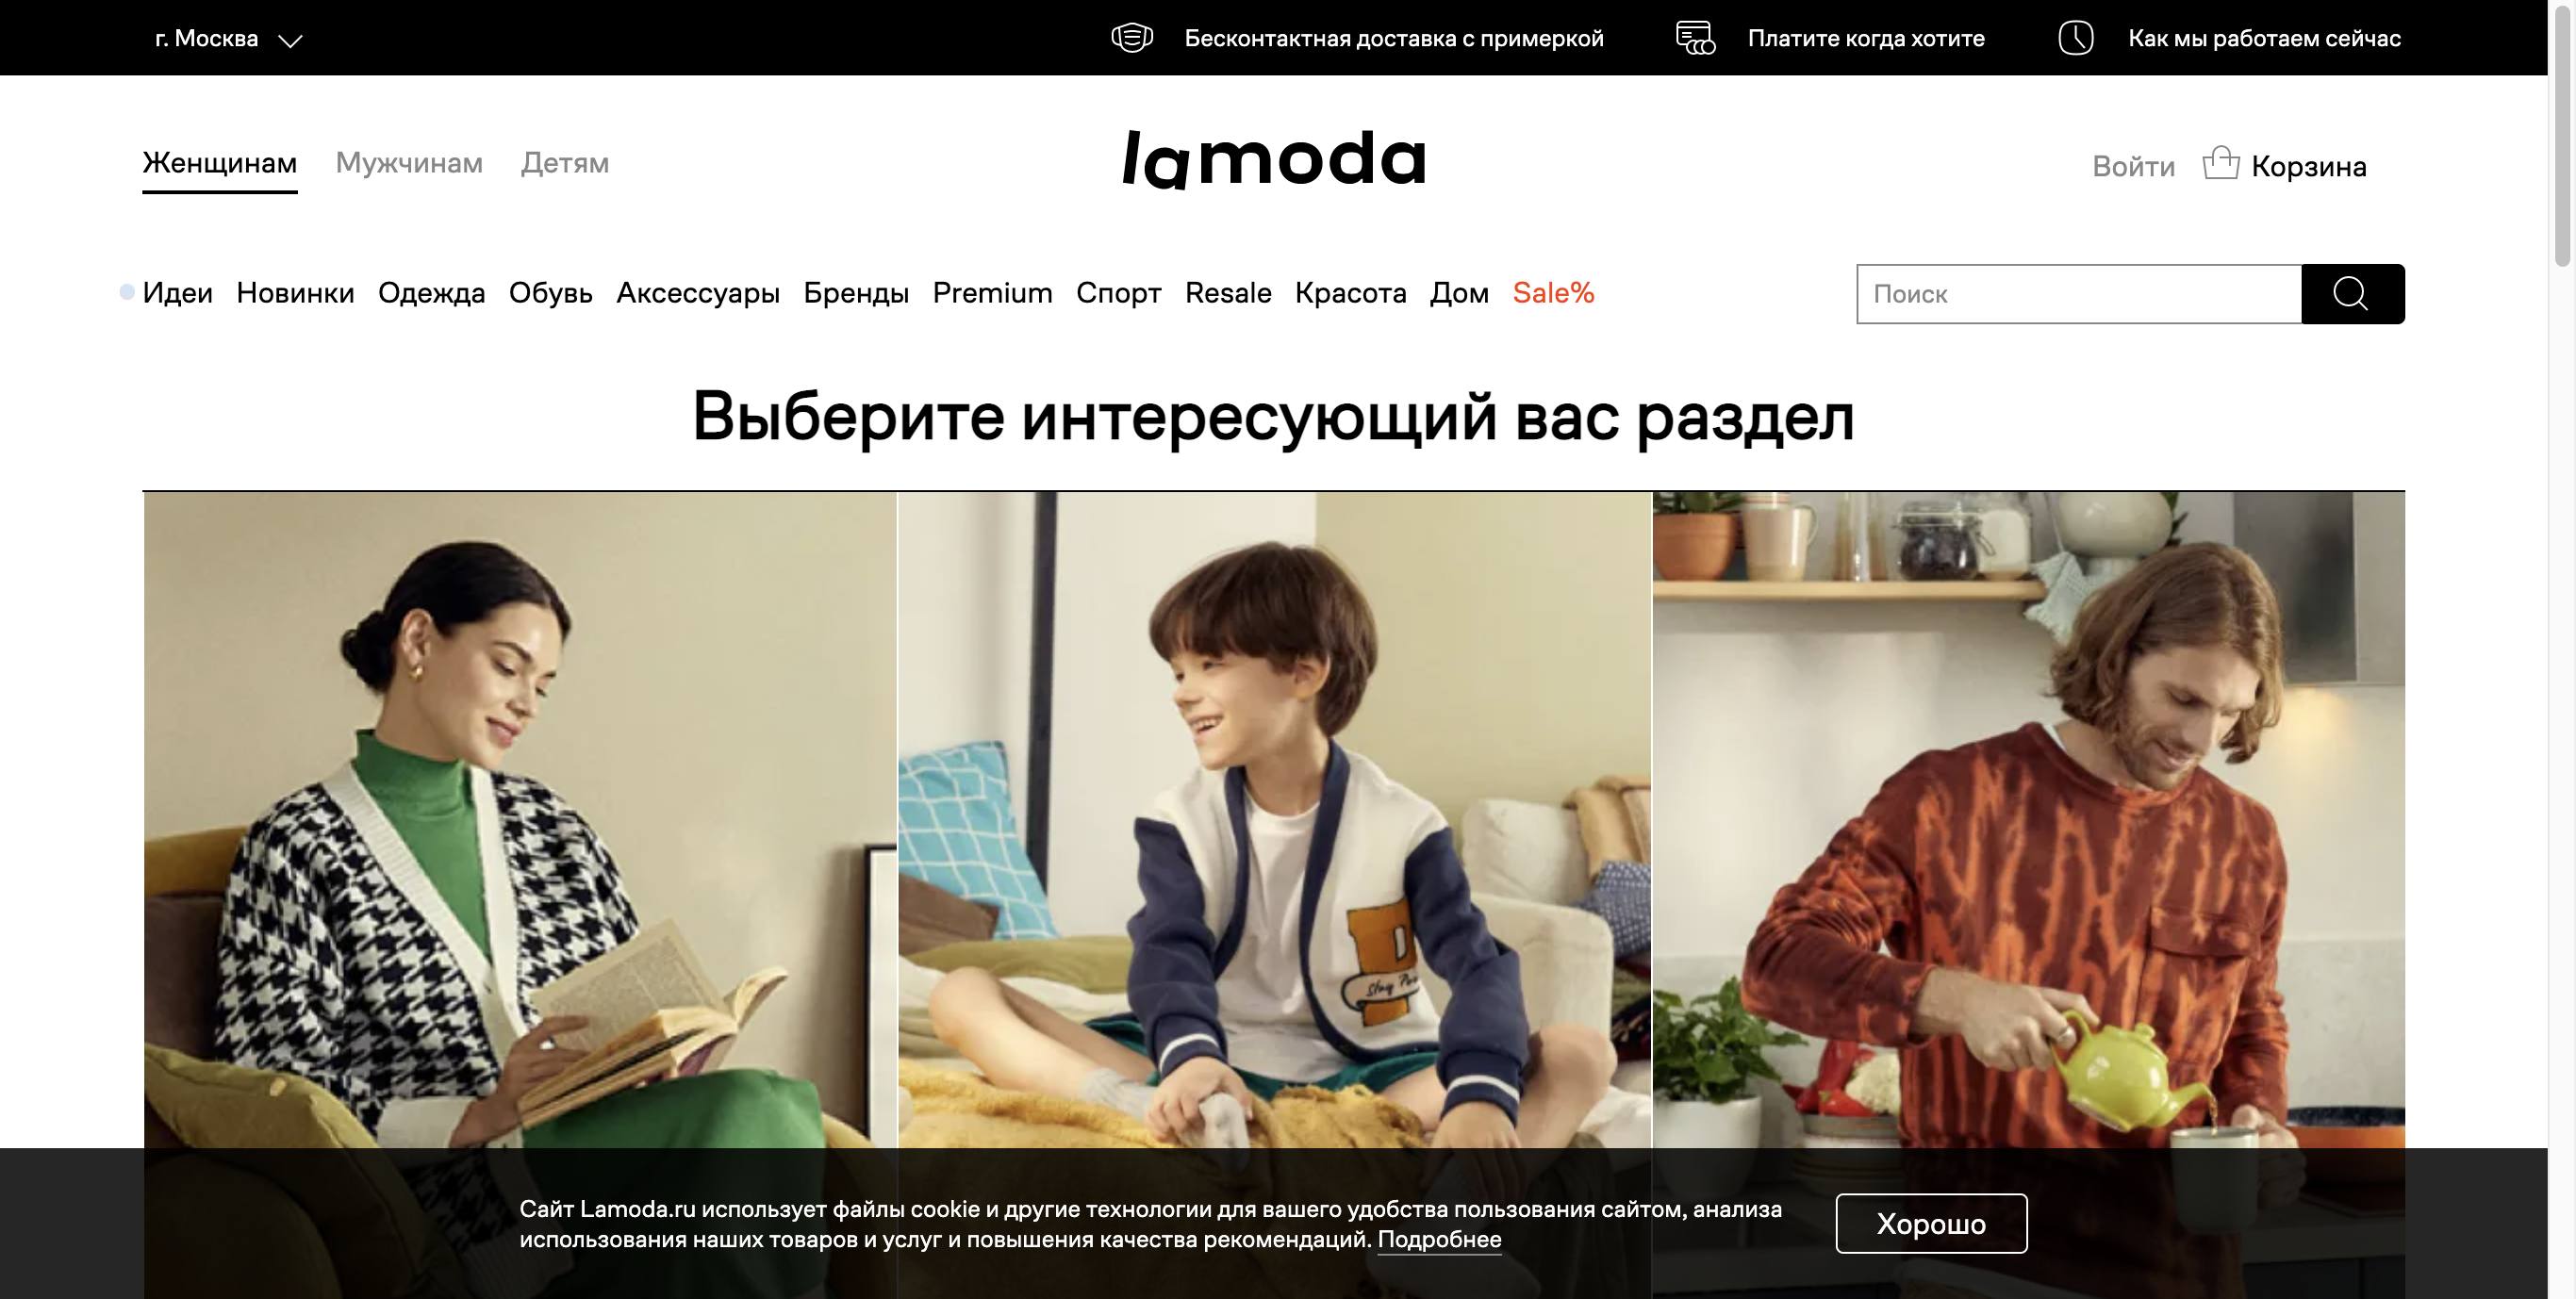 г. Москва
Бесконтактная доставка с примеркой
Платите когда хотите
Как мы работаем сейчас
Женщинам Мужчинам Детям
lamoda
Войти Корзина
Идеи Новинки Одежда Обувь Аксессуары Бренды Premium Спорт Resale Красота Дом Sale%
Поиск
Выберите интересующий вас раздел
D
Stay
Сайт Lamoda.ru использует файлы cookie и другие технологии для вашего удобства пользования сайтом, анализа
использования наших товаров и услуг и повышения качества рекомендаций. Подробнее
Хорошо